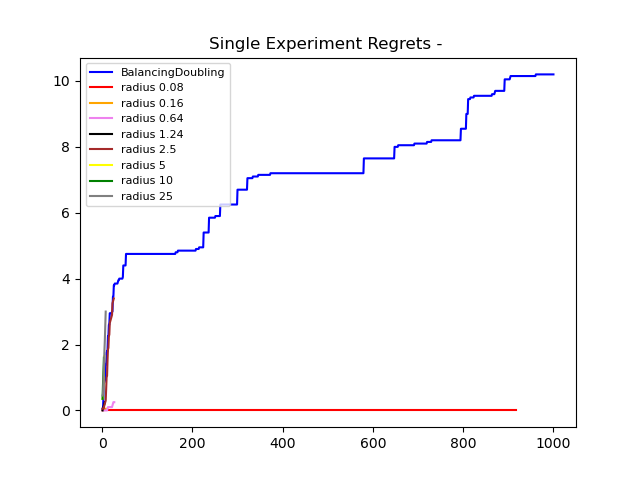 Single Experiment Regrets -
BalancingDoubling
radius 0.08
radius 0.16
radius 0.64
radius 1.24
radius 2.5
radius 5
radius 10
radius 25
10
8
6
4
2
0
0 200 400 600 800 1000